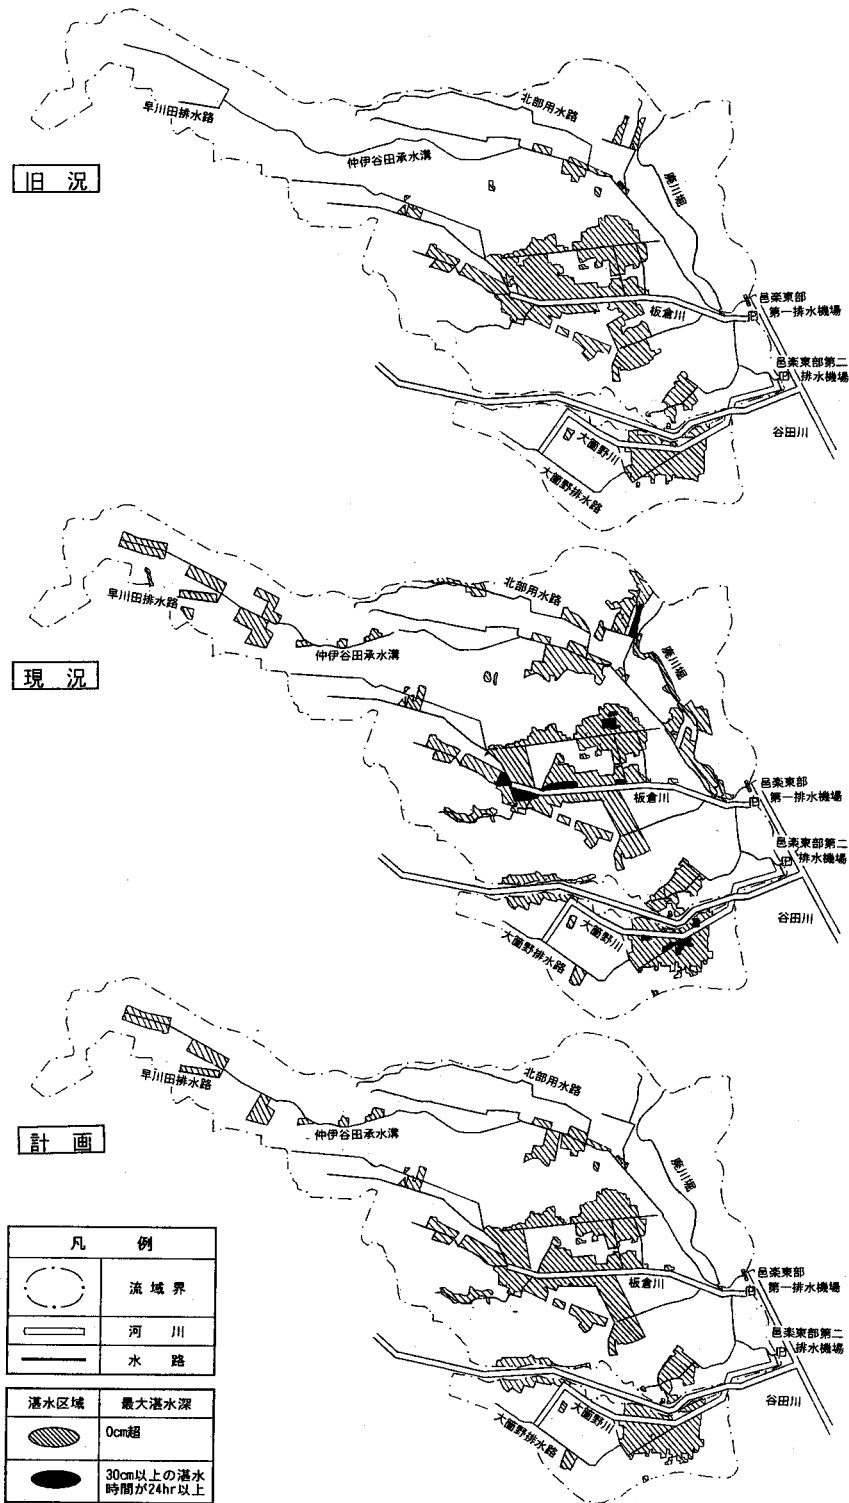 旧況
早川田排水路
北部用水路
仲伊谷田承水溝
廃川堀
板倉川
邑楽東部
第一排水機場
邑楽東部第二
排水機場
谷田川
大箇野川
大箇野排水路
現況
早川田排水路
北部用水路
仲伊谷田承水溝
廃川堀
板倉川
邑楽東部
第一排水機場
邑楽東部第二
排水機場
谷田川
大箇野川
大箇野排水路
計画
早川田排水路
北部用水路
仲伊谷田承水溝
廃川堀
板倉川
邑楽東部
第一排水機場
邑楽東部第二
排水機場
谷田川
大箇野川
大箇野排水路
凡例
流域界
河川
水路
湛水区域 最大湛水深
0cm超
30cm以上の湛水
時間が24hr以上